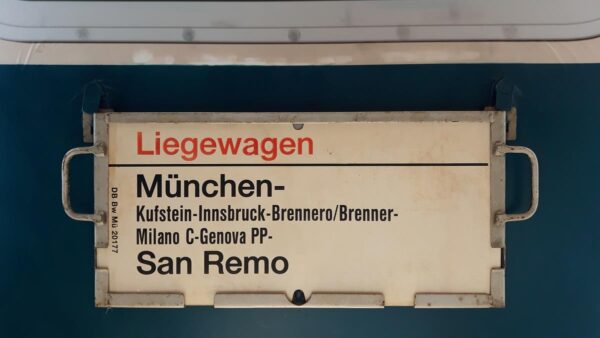 Liegewagen
München-
Kufstein-Innsbruck-Brennero/Brenner-
Milano C-Genova PP-
San Remo
DB Bw Mü 20177